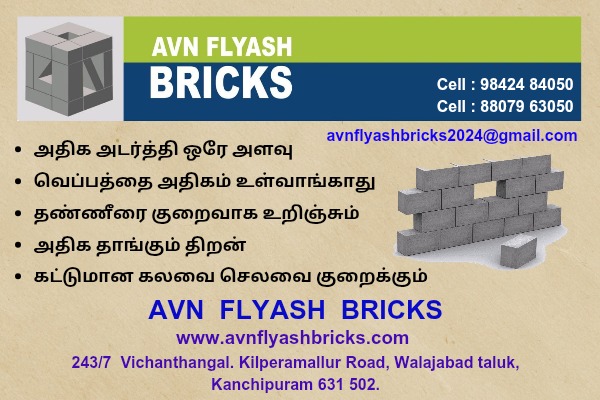 AVN FLYASH
BRICKS
Cell : 98424 84050
Cell : 88079 63050
avnflyashbricks2024@gmail.com
• அதிக அடர்த்தி ஒரே அளவு
• வெப்பத்தை அதிகம் உள்வாங்காது
• தண்ணீரை குறைவாக உறிஞ்சும்
• அதிக தாங்கும் திறன்
• கட்டுமான கலவை செலவை குறைக்கும்
AVN FLYASH BRICKS
www.avnflyashbricks.com
243/7 Vichanthangal. Kilperamallur Road, Walajabad taluk,
Kanchipuram 631 502.